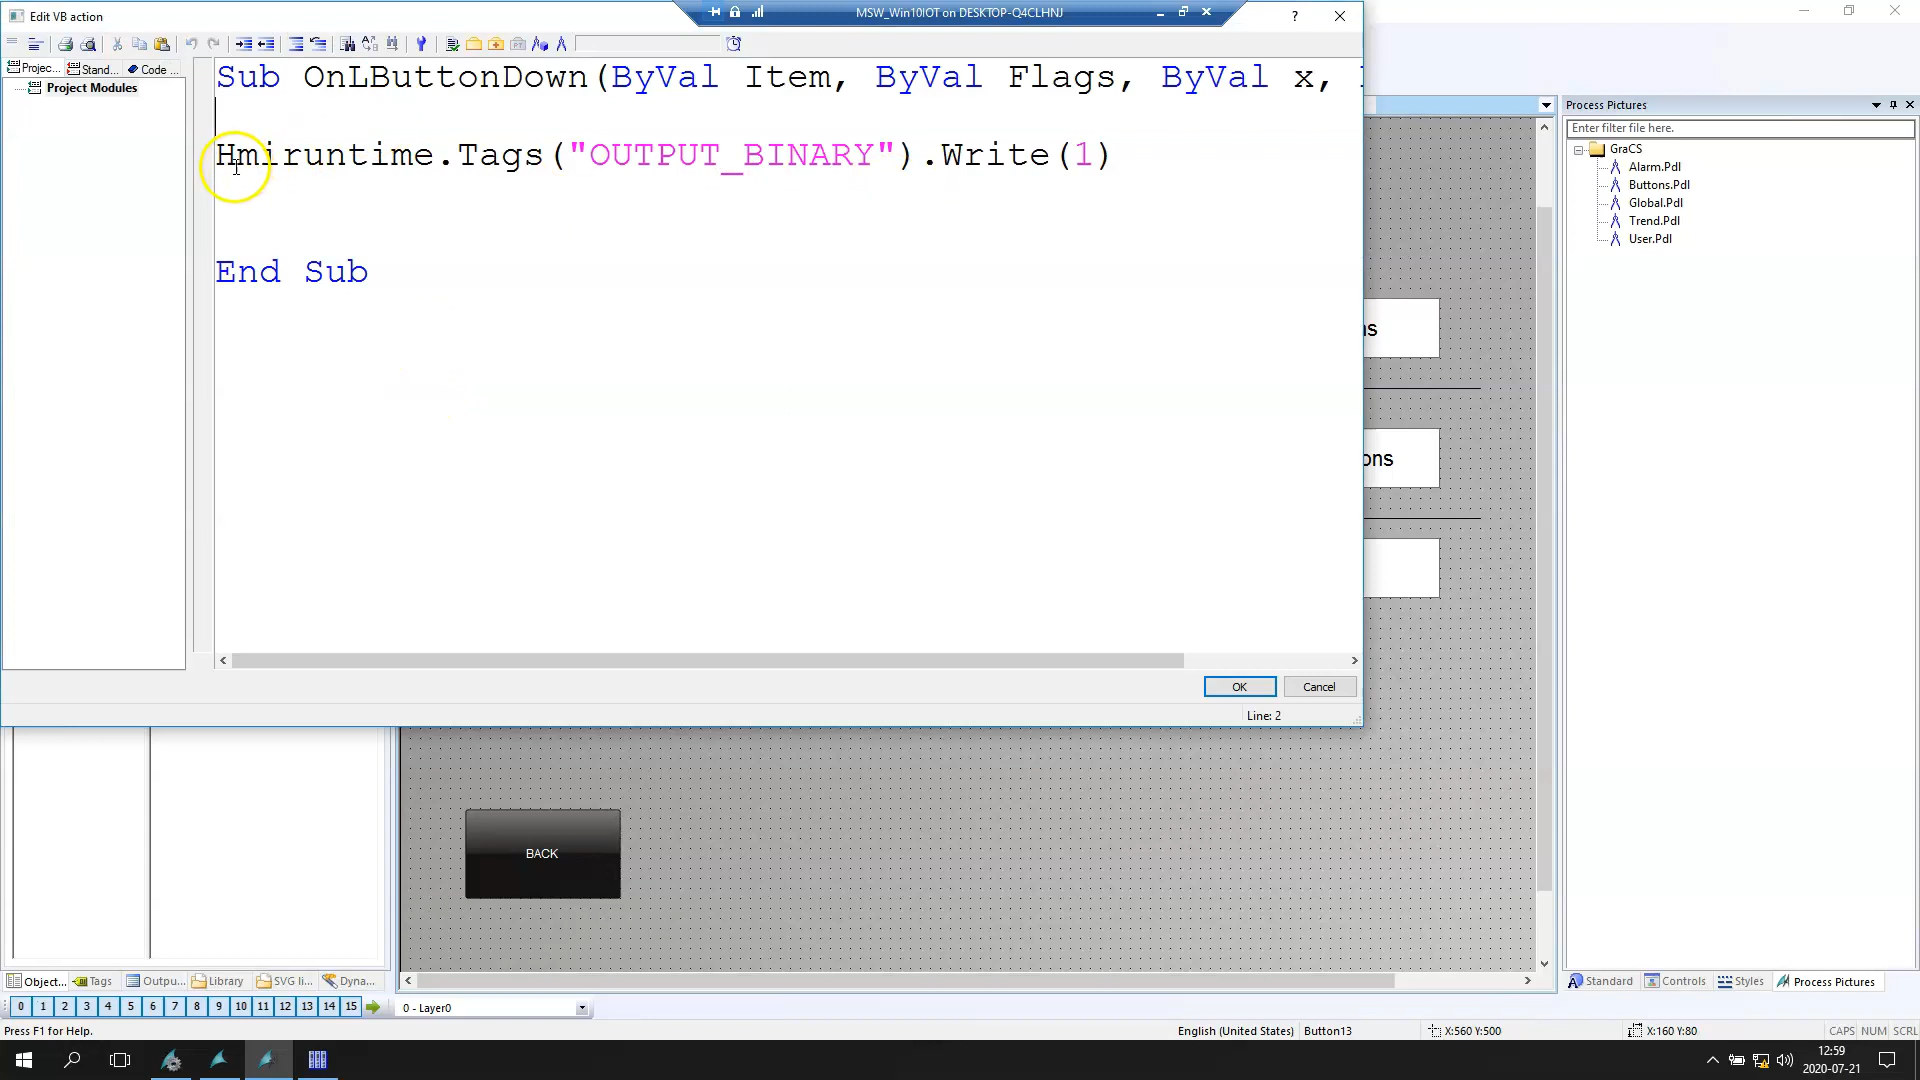 Edit VB action
MSW_Win10IOT on DESKTOP-Q4CLHNJ
?
Projec...
Stand...
Code ...
Project Modules
Sub OnLButtonDown(ByVal Item, ByVal Flags, ByVal x,
Hmiruntime.Tags("OUTPUT_BINARY").Write(1)
End Sub
OK
Cancel
Line: 2
ns
ons
BACK
Process Pictures
Enter filter file here.
GraCS
Alarm.Pdl
Buttons.Pdl
Global.Pdl
Trend.Pdl
User.Pdl
Object...
Tags
Outpu...
Library
SVG li...
Dyna...
Standard
Controls
Styles
Process Pictures
0 1 2 3 4 5 6 7 8 9 10 11 12 13 14 15
0 - Layer0
Press F1 for Help.
English (United States)
Button13
X:560 Y:500
X:160 Y:80
CAPS NUM SCRL
12:59
2020-07-21